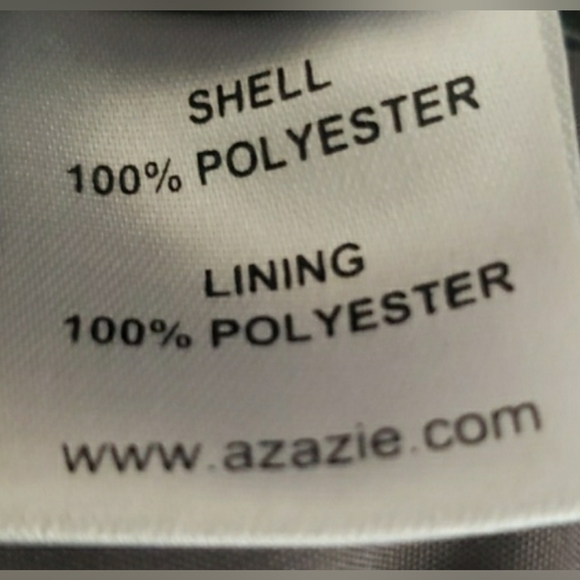 SHELL
100% POLYESTER
LINING
100% POLYESTER
www.azazie.com